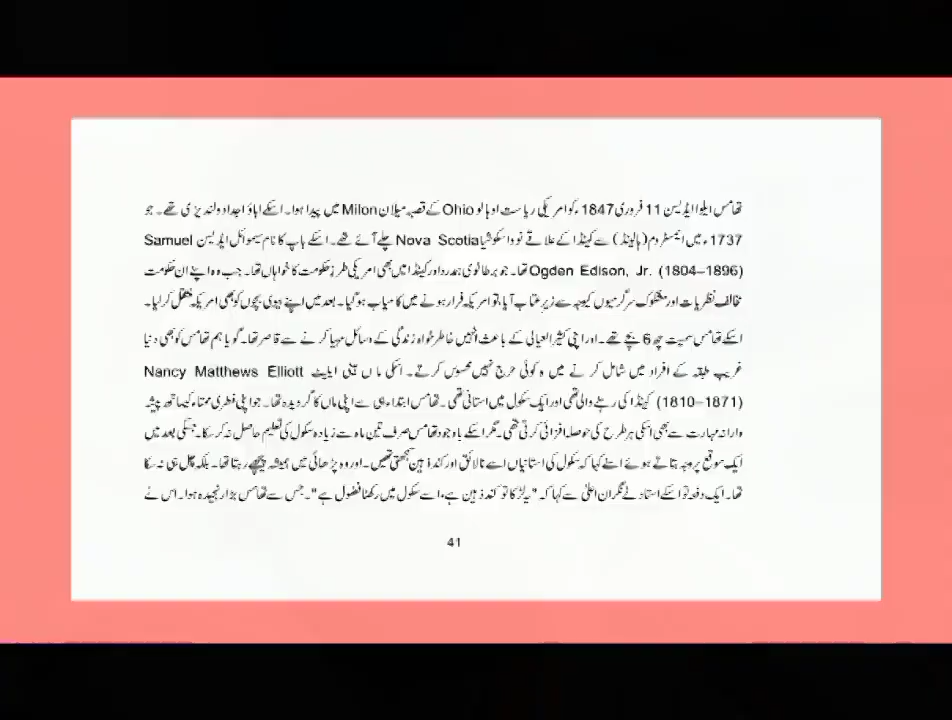 تھامس ایلوا ایڈیسن 11 فروری 1847ء کو امریکی ریاست اوہالو Ohio کے قصبہ میلان Milon میں پیدا ہوا۔ اسکے اباؤ اجداد ولندیزی تھے۔ جو
1737ء میں ایمسٹروم (ہالینڈ) سے کینڈا کے علاقے نووا سکوشیا Nova Scotia چلے آئے تھے۔ اسکے باپ کا نام سیموائل ایڈیسن Samuel
Ogden Edison, Jr. (1804–1896) تھا۔ جو برطانوی ہمدرد اور کینڈا میں بھی امریکی طرز حکومت کا خواہاں تھا۔ جب وہ اپنے ان حکومت
مخالف نظریات اور مشکوک سرگرمیوں کیوجہ سے زیر عتاب آیا، تو امریکہ فرار ہونے میں کامیاب ہو گیا۔ بعد میں اپنے بیوی بچوں کو بھی امریکہ منتقل کر لیا۔
اسکے تھامس سمیت چھ 6 بچے تھے۔ اور اپنی کثیر العیالی کے باعث انہیں خاطر خواہ زندگی کے وسائل مہیا کرنے سے قاصر تھا۔ گویا ہم تھامس کو بھی دنیا
غریب طبقہ کے افراد میں شامل کرنے میں کوئی حرج نہیں محسوس کرتے۔ اسکی ماں نینی ایلیٹ Nancy Matthews Elliott
(1810–1871) کینڈا کی رہنے والی تھی اور ایک سکول میں استانی تھی۔ تھامس ابتداء ہی سے اپنی ماں کا گرویدہ تھا۔ جو اپنی فطری ممتا کیساتھ پیشہ
وارانہ مہارت سے بھی اسکی ہر طرح کی حوصلہ افزائی کرتی تھی۔ مگر اسکے باوجود تھامس صرف تین ماہ سے زیادہ سکول کی تعلیم حاصل نہ کر سکا۔ جسکی بعد میں
ایک موقع پر وجہ بتاتے ہوئے اسنے کہا کہ سکول کی استانیاں اسے نالائق اور کند ذہین سمجھتی تھیں۔ اور وہ پڑھائی میں ہمیشہ پیچھے رہتا تھا۔ بلکہ چل ہی نہ سکا
تھا۔ ایک دفعہ تو اسکے استاد نے نگران اعلیٰ سے کہا کہ "یہ لڑکا تو کند ذہین ہے، اسے سکول میں رکھنا فضول ہے"۔ جس سے تھامس بڑا رنجیدہ ہوا۔ اس نے
41